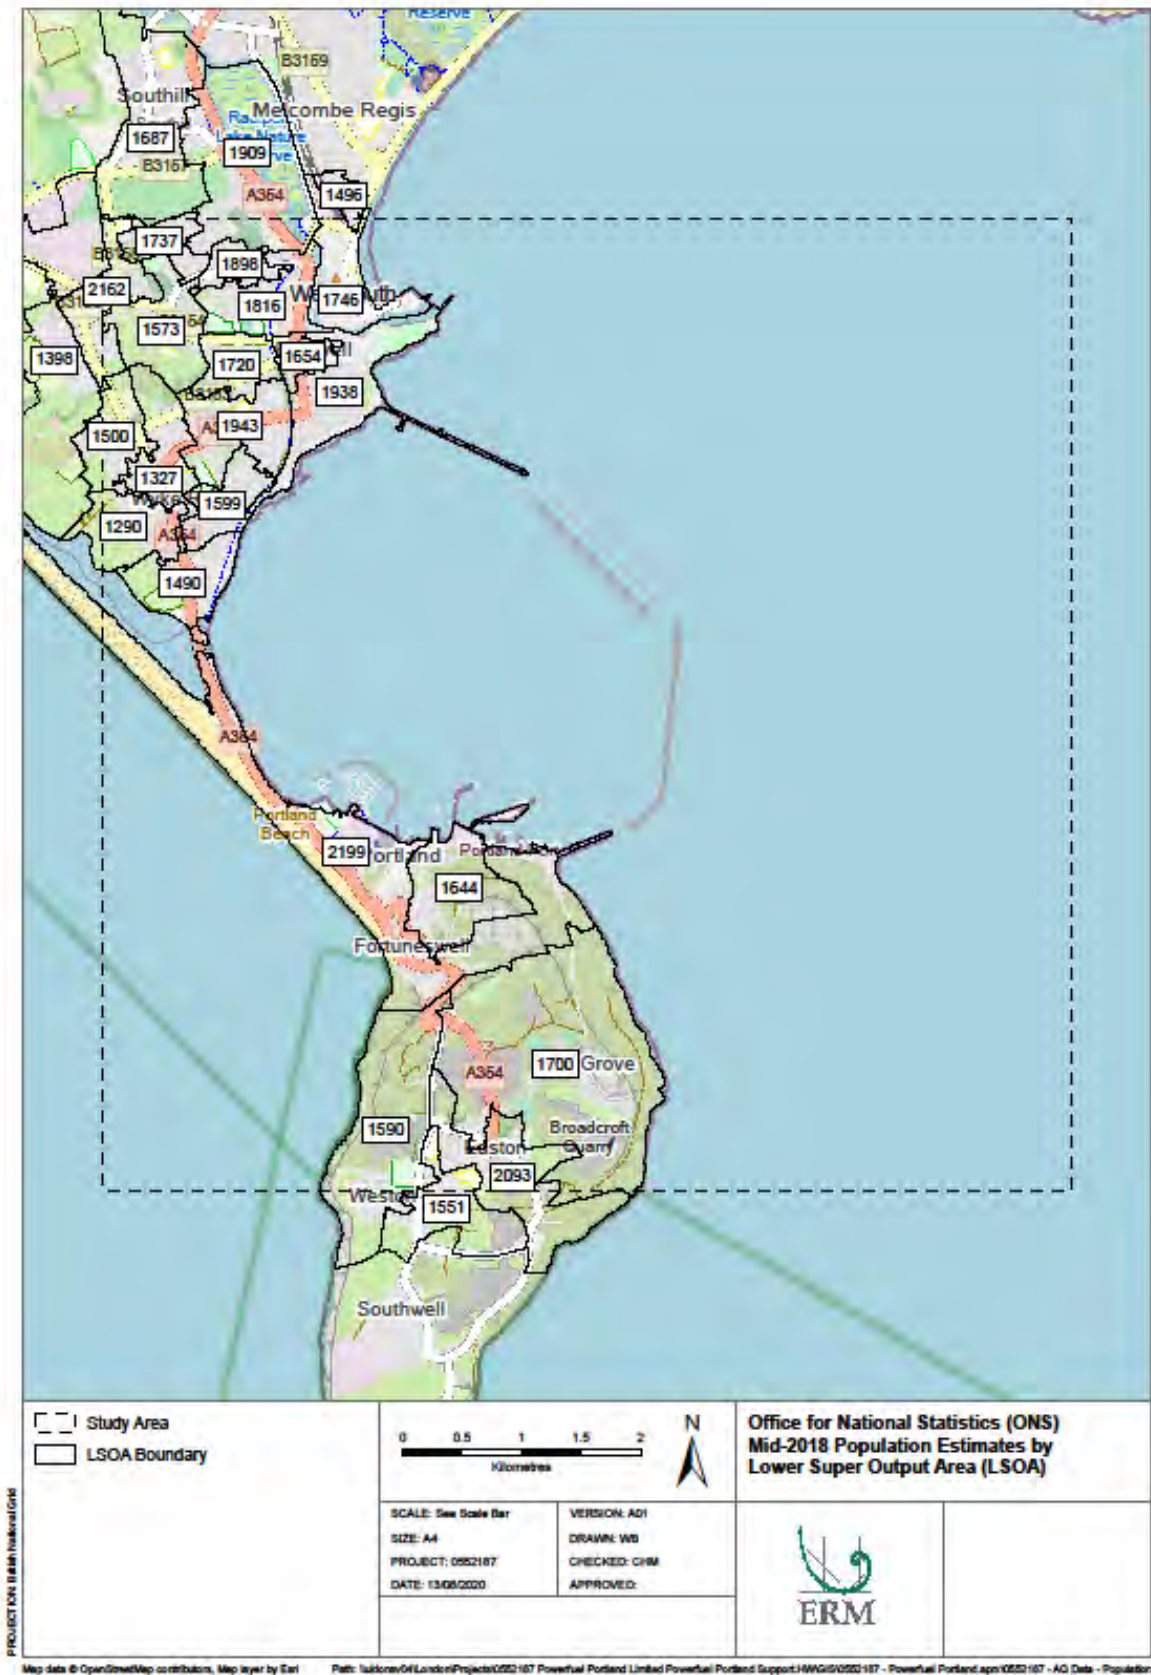 Reserve
B3159
Southill
Melcombe Regis
1687
1909
B3157
A354
1496
1737
1898
2162
1816
1746
1573
1398
1720
1654
1938
1943
1500
1327
1599
1290
A354
1490
A354
Portland
Beach
2199
Portland
1644
Fortuneswell
1700
Grove
A354
1590
Broadcroft
Quarry
Easton
2093
Weston
1551
Southwell
Study Area
LSOA Boundary
0 0.5 1 1.5 2
Kilometres
N
Office for National Statistics (ONS)
Mid-2018 Population Estimates by
Lower Super Output Area (LSOA)
SCALE: See Scale Bar
VERSION: A01
SIZE: A4
DRAWN: WB
PROJECT: 0552187
CHECKED: CHM
DATE: 13/08/2020
APPROVED:
ERM
PROJECTION: British National Grid
Map data © OpenStreetMap contributors, Map layer by Esri